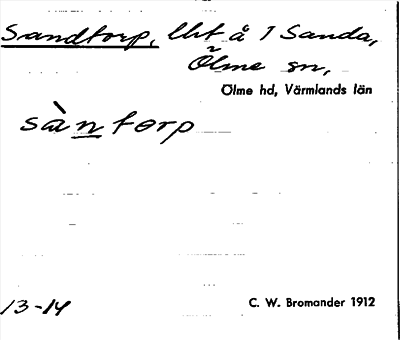 Sandtorp, lht å 1 Sanda,
Ölme sn,
Ölme hd, Värmlands län
sàntorp
13-14
C. W. Bromander 1912